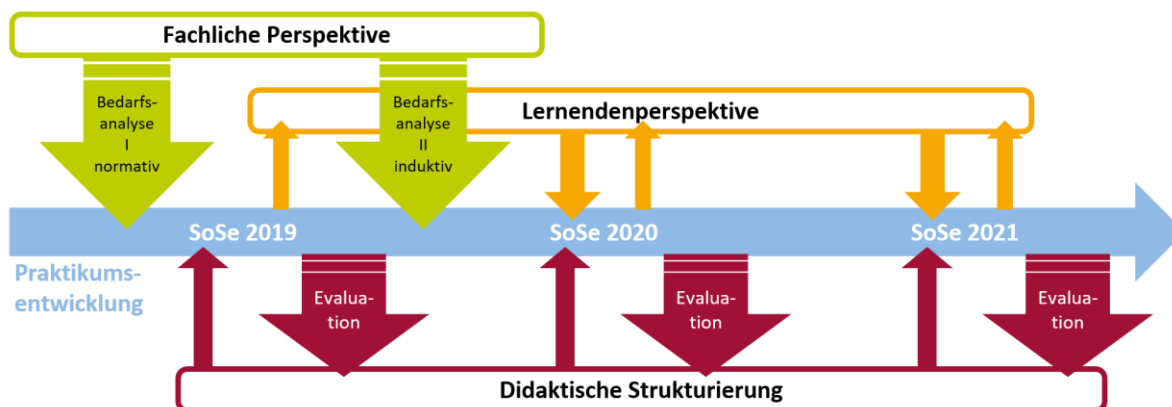 Fachliche Perspektive
Bedarfs-
analyse
I
normativ
Bedarfs-
analyse
II
induktiv
Lernendenperspektive
SoSe 2019
SoSe 2020
SoSe 2021
Praktikums-
entwicklung
Evalua-
tion
Evalua-
tion
Evalua-
tion
Didaktische Strukturierung